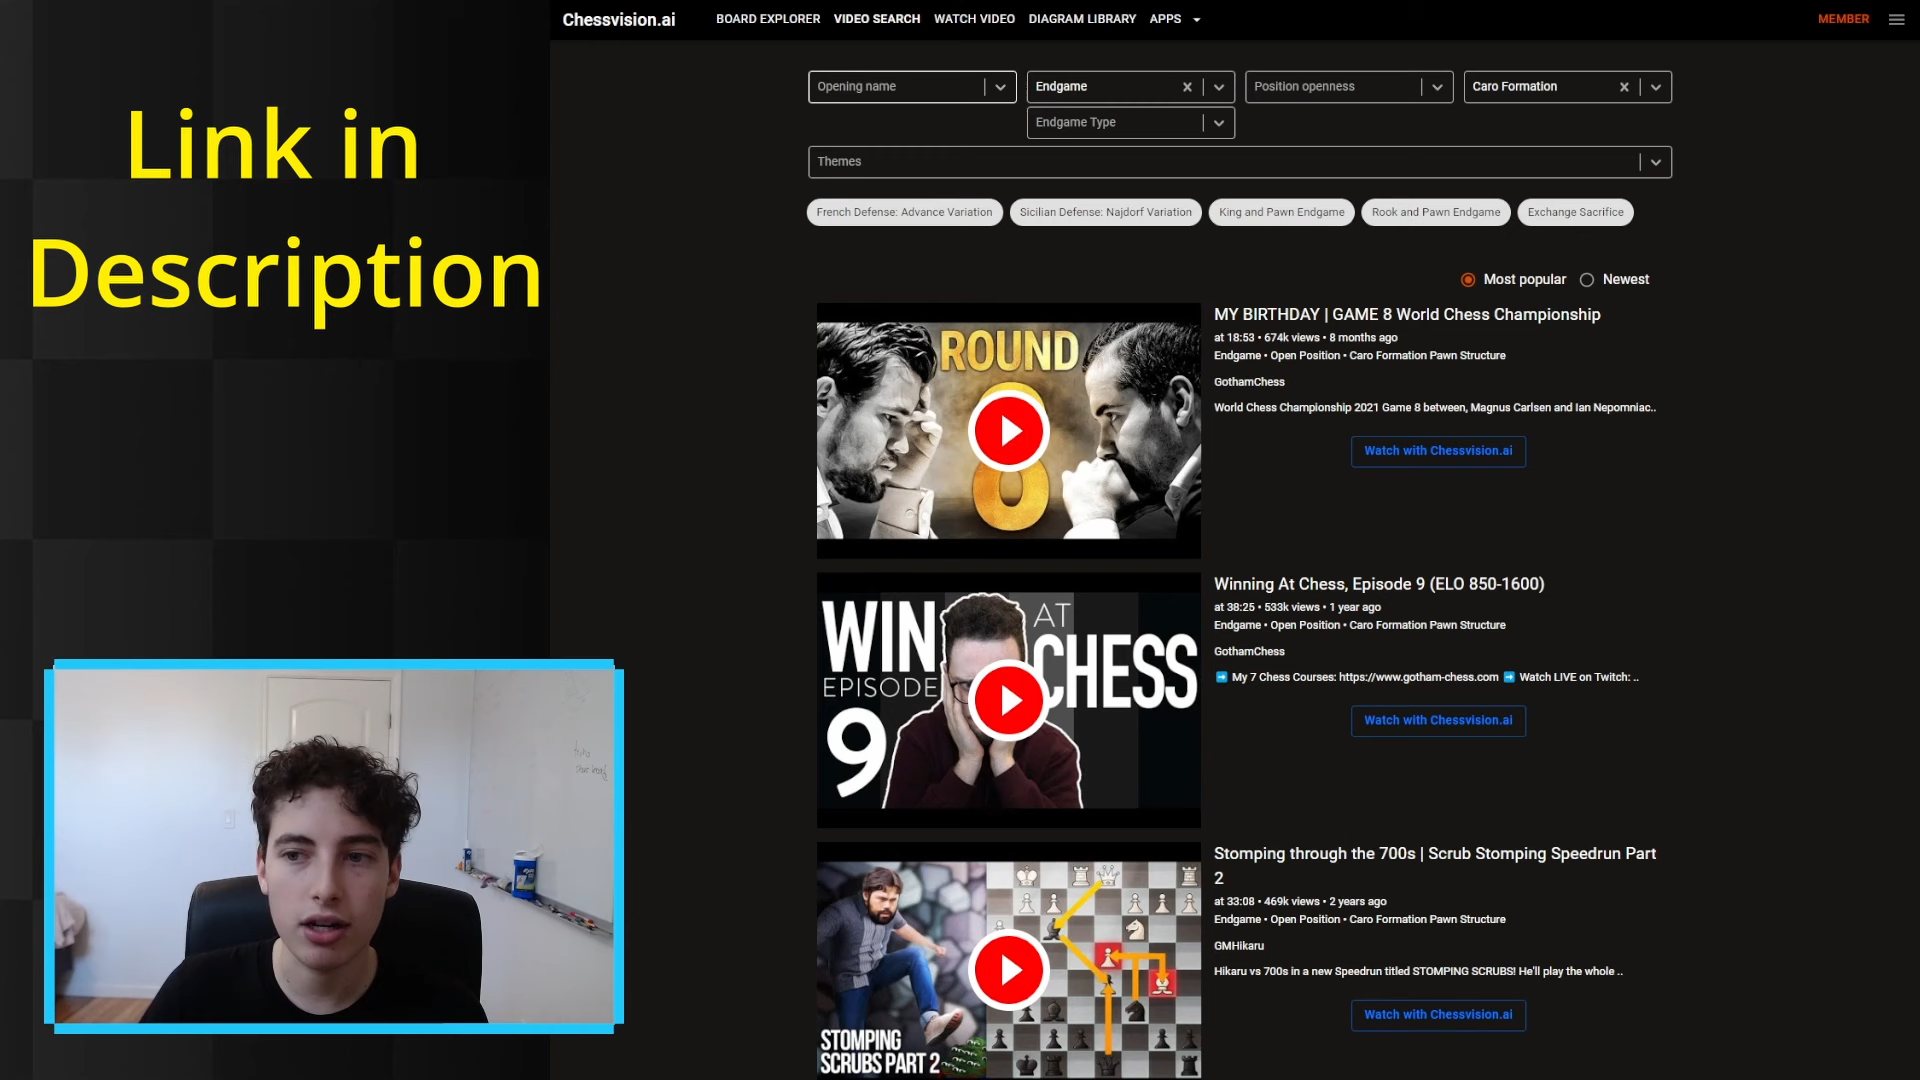 Link in
Description
Chessvision.ai
BOARD EXPLORER
VIDEO SEARCH
WATCH VIDEO
DIAGRAM LIBRARY
APPS
MEMBER
Opening name
Endgame
Position openness
Caro Formation
Endgame Type
Themes
French Defense: Advance Variation
Sicilian Defense: Najdorf Variation
King and Pawn Endgame
Rook and Pawn Endgame
Exchange Sacrifice
Most popular
Newest
ROUND
8
MY BIRTHDAY | GAME 8 World Chess Championship
at 18:53 • 674k views • 8 months ago
Endgame • Open Position • Caro Formation Pawn Structure
GothamChess
World Chess Championship 2021 Game 8 between, Magnus Carlsen and Ian Nepomniac..
Watch with Chessvision.ai
WIN AT
EPISODE CHESS
9
Winning At Chess, Episode 9 (ELO 850-1600)
at 38:25 • 533k views • 1 year ago
Endgame • Open Position • Caro Formation Pawn Structure
GothamChess
➡️ My 7 Chess Courses: https://www.gotham-chess.com ➡️ Watch LIVE on Twitch: ..
Watch with Chessvision.ai
STOMPING
SCRUBS PART 2
Stomping through the 700s | Scrub Stomping Speedrun Part
2
at 33:08 • 469k views • 2 years ago
Endgame • Open Position • Caro Formation Pawn Structure
GMHikaru
Hikaru vs 700s in a new Speedrun titled STOMPING SCRUBS! He'll play the whole ..
Watch with Chessvision.ai